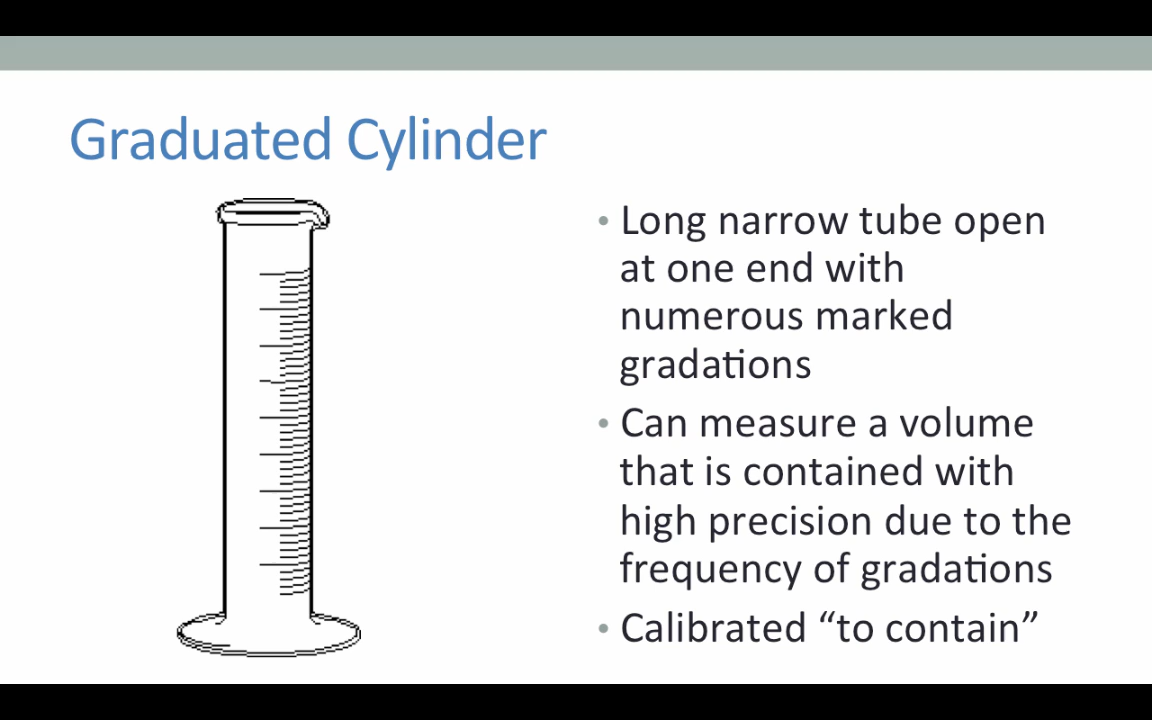 Graduated Cylinder
• Long narrow tube open
at one end with
numerous marked
gradations
• Can measure a volume
that is contained with
high precision due to the
frequency of gradations
• Calibrated “to contain”